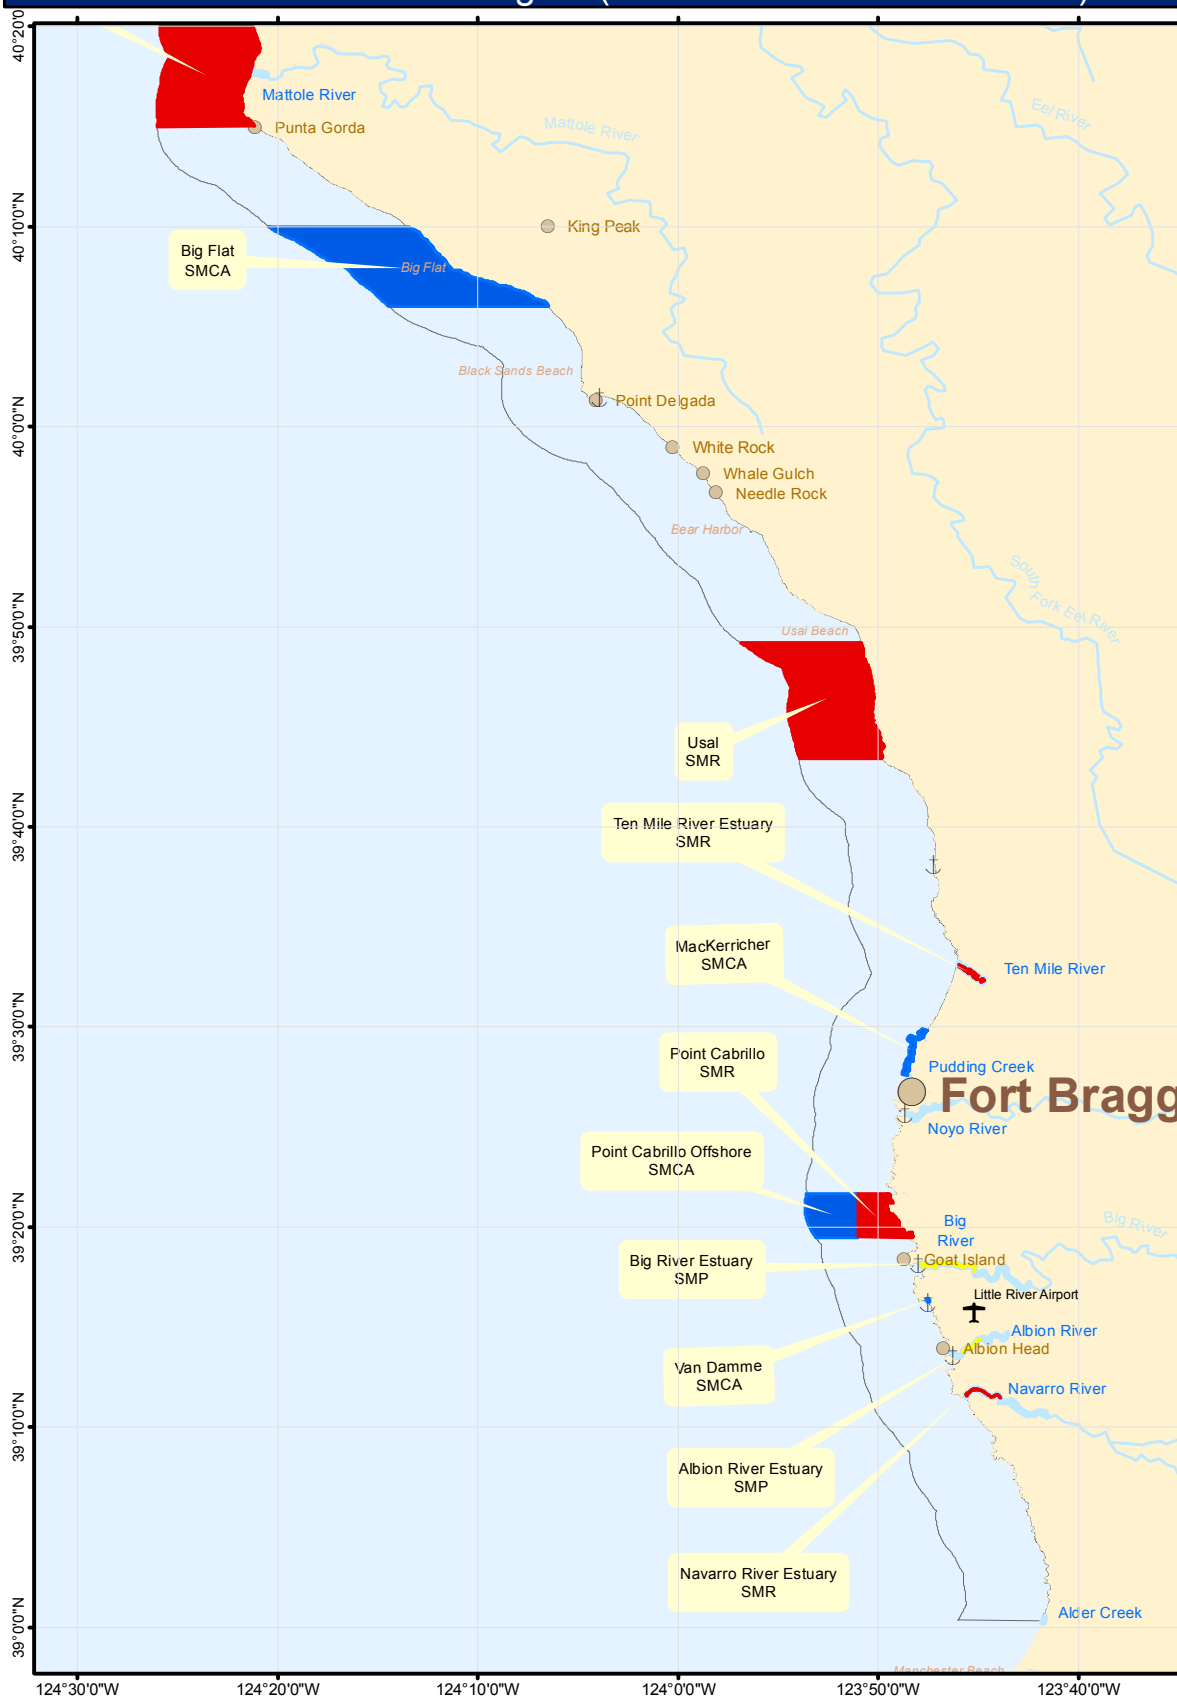 40°20'0
Mattole River
Punta Gorda
Mattole River
Eel River
40°10'0"N
King Peak
Big Flat
SMCA
Big Flat
Black Sands Beach
Point Delgada
40°0'0"N
White Rock
Whale Gulch
Needle Rock
Bear Harbor
South
Fork Eel River
39°50'0"N
Usal Beach
Usal
SMR
39°40'0"N
Ten Mile River Estuary
SMR
MacKerricher
SMCA
Ten Mile River
39°30'0"N
Point Cabrillo
SMR
Pudding Creek
Fort Bragg
Noyo River
Point Cabrillo Offshore
SMCA
39°20'0"N
Big
River
Big River
Big River Estuary
SMP
Goat Island
Little River Airport
Albion River
Albion Head
Van Damme
SMCA
Navarro River
39°10'0"N
Albion River Estuary
SMP
Navarro River Estuary
SMR
Alder Creek
39°0'0"N
Manchester Beach
124°30'0"W
124°20'0"W
124°10'0"W
124°0'0"W
123°50'0"W
123°40'0"W